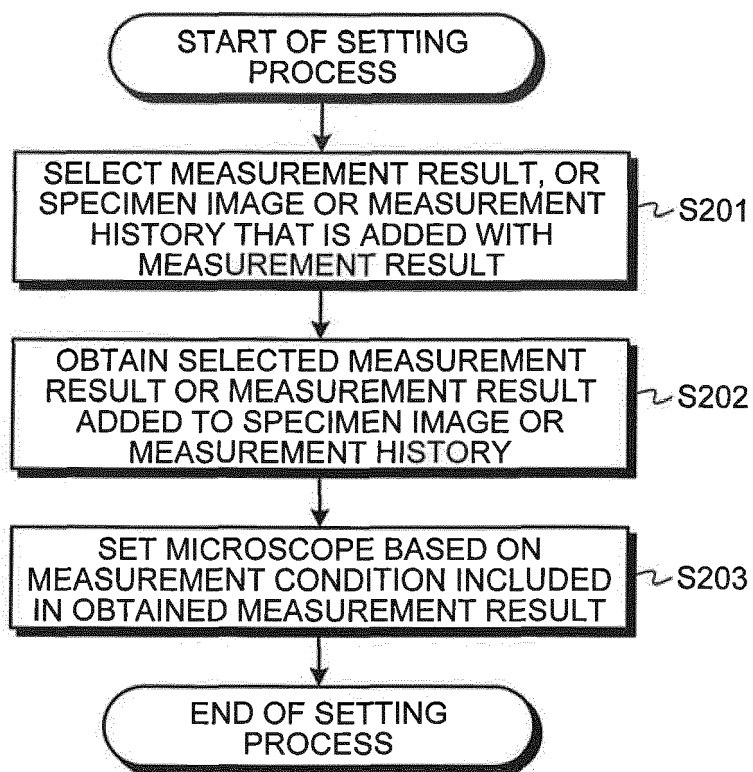 START OF SETTING
PROCESS
SELECT MEASUREMENT RESULT, OR
SPECIMEN IMAGE OR MEASUREMENT
HISTORY THAT IS ADDED WITH
MEASUREMENT RESULT
S201
OBTAIN SELECTED MEASUREMENT
RESULT OR MEASUREMENT RESULT
ADDED TO SPECIMEN IMAGE OR
MEASUREMENT HISTORY
S202
SET MICROSCOPE BASED ON
MEASUREMENT CONDITION INCLUDED
IN OBTAINED MEASUREMENT RESULT
S203
END OF SETTING
PROCESS